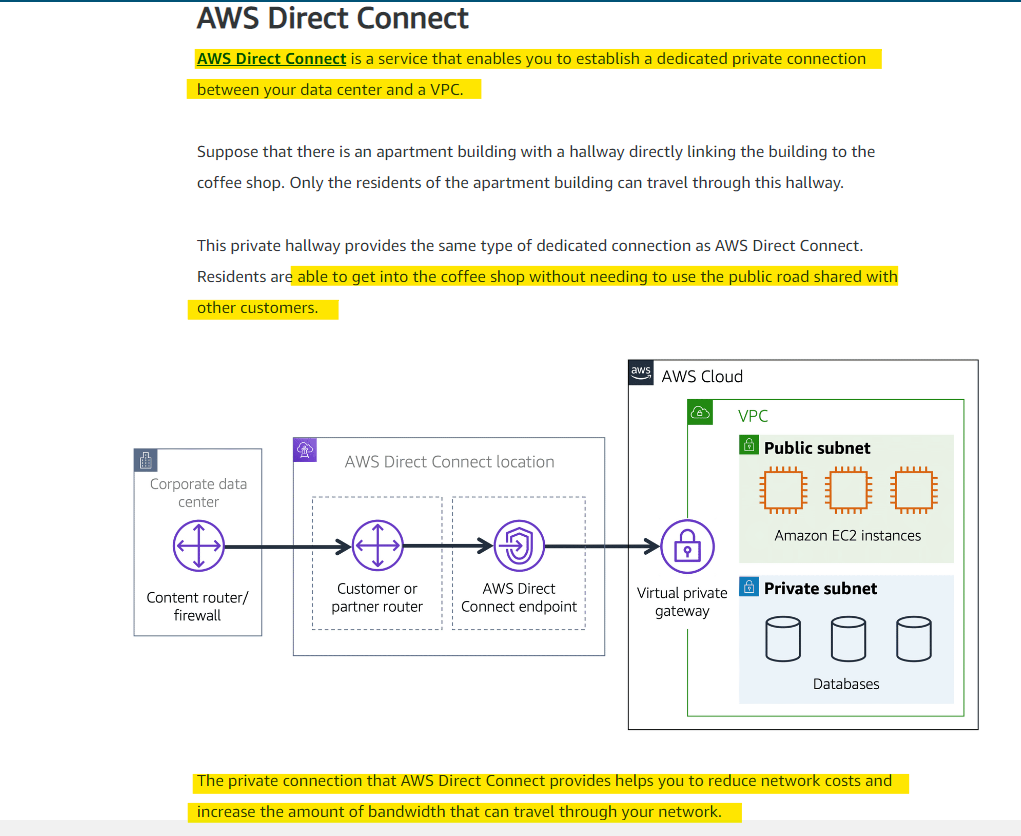 AWS Direct Connect
AWS Direct Connect is a service that enables you to establish a dedicated private connection
between your data center and a VPC.
Suppose that there is an apartment building with a hallway directly linking the building to the
coffee shop. Only the residents of the apartment building can travel through this hallway.
This private hallway provides the same type of dedicated connection as AWS Direct Connect.
Residents are able to get into the coffee shop without needing to use the public road shared with
other customers.
Corporate data
center
Content router/
firewall
AWS Direct Connect location
Customer or
partner router
AWS Direct
Connect endpoint
aws
AWS Cloud
Virtual private
gateway
VPC
Public subnet
Amazon EC2 instances
Private subnet
Databases
The private connection that AWS Direct Connect provides helps you to reduce network costs and
increase the amount of bandwidth that can travel through your network.